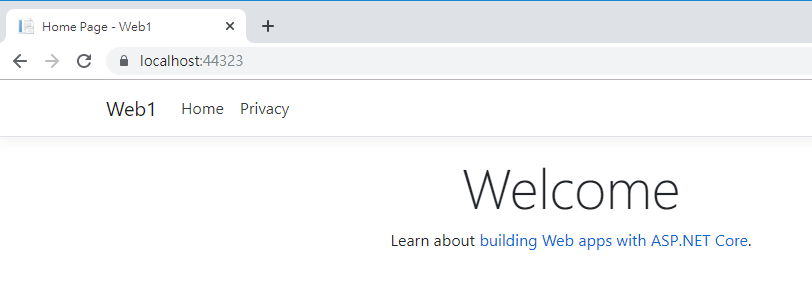 Home Page - Web1
localhost:44323
Web1 Home Privacy
Welcome
Learn about building Web apps with ASP.NET Core.